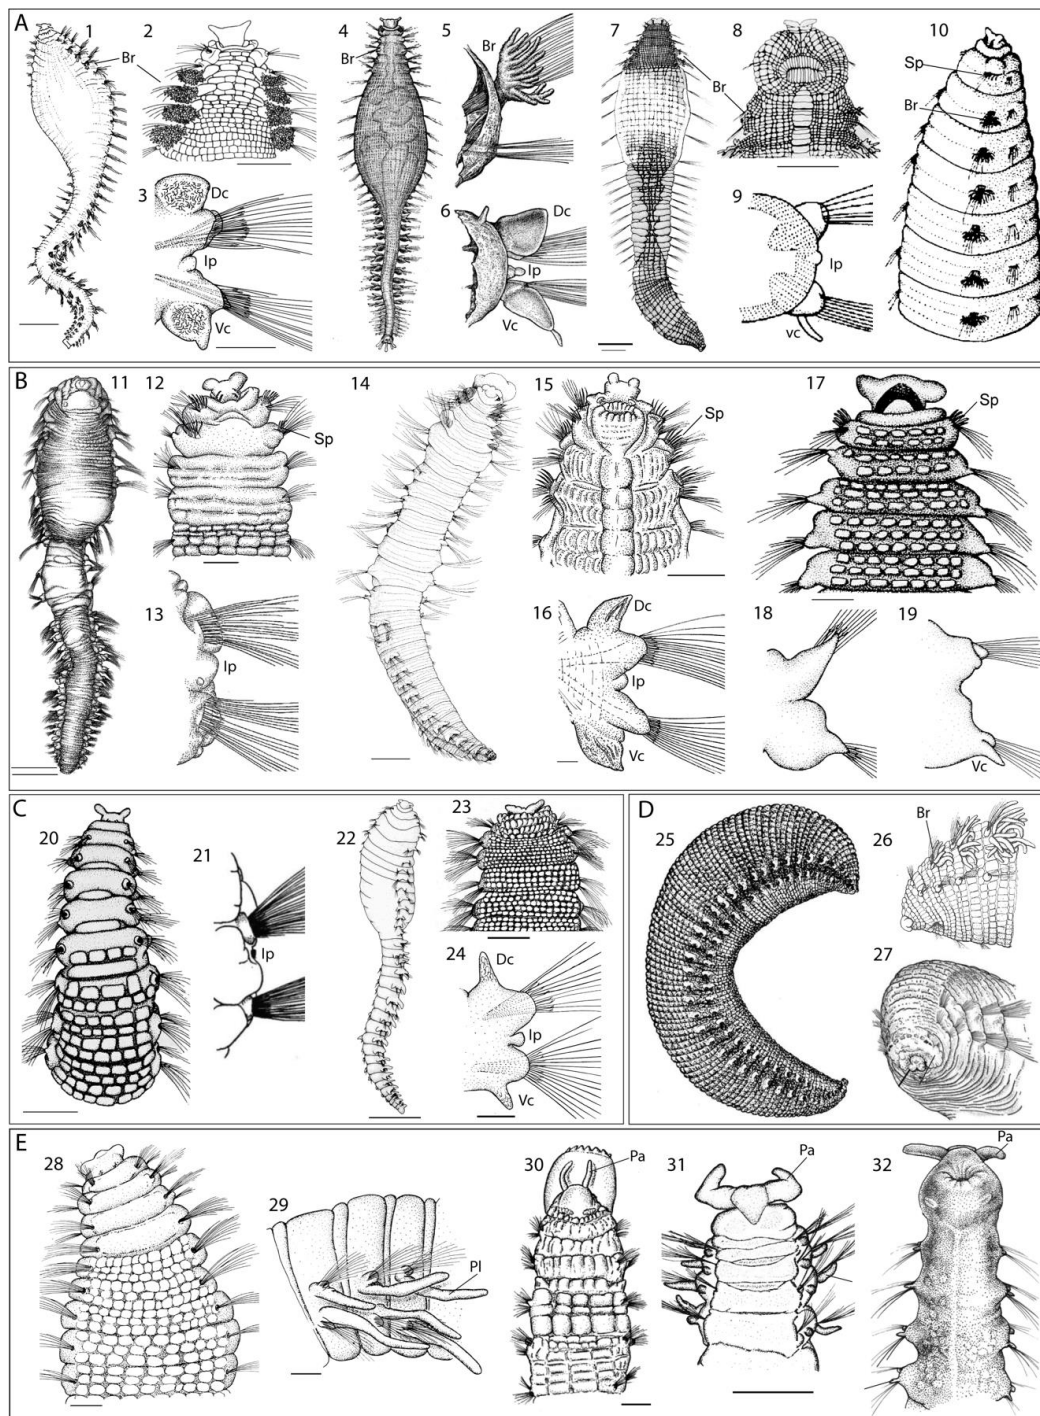 A 1 2 4 5 7 8 10
Br Br Br Sp
Br Br
3 Dc 6 Dc 9
Ip Ip Ip
Vc Vc vc
B 11 12 14 15 17
Sp Sp Sp
13 16 Dc 18 19
Ip Ip
Vc Vc
C 20 21 22 23 D 25 26
Br
Ip 24 Dc 27
Ip
Vc
E 28 29 30 Pa 31 Pa 32 Pa
Pl